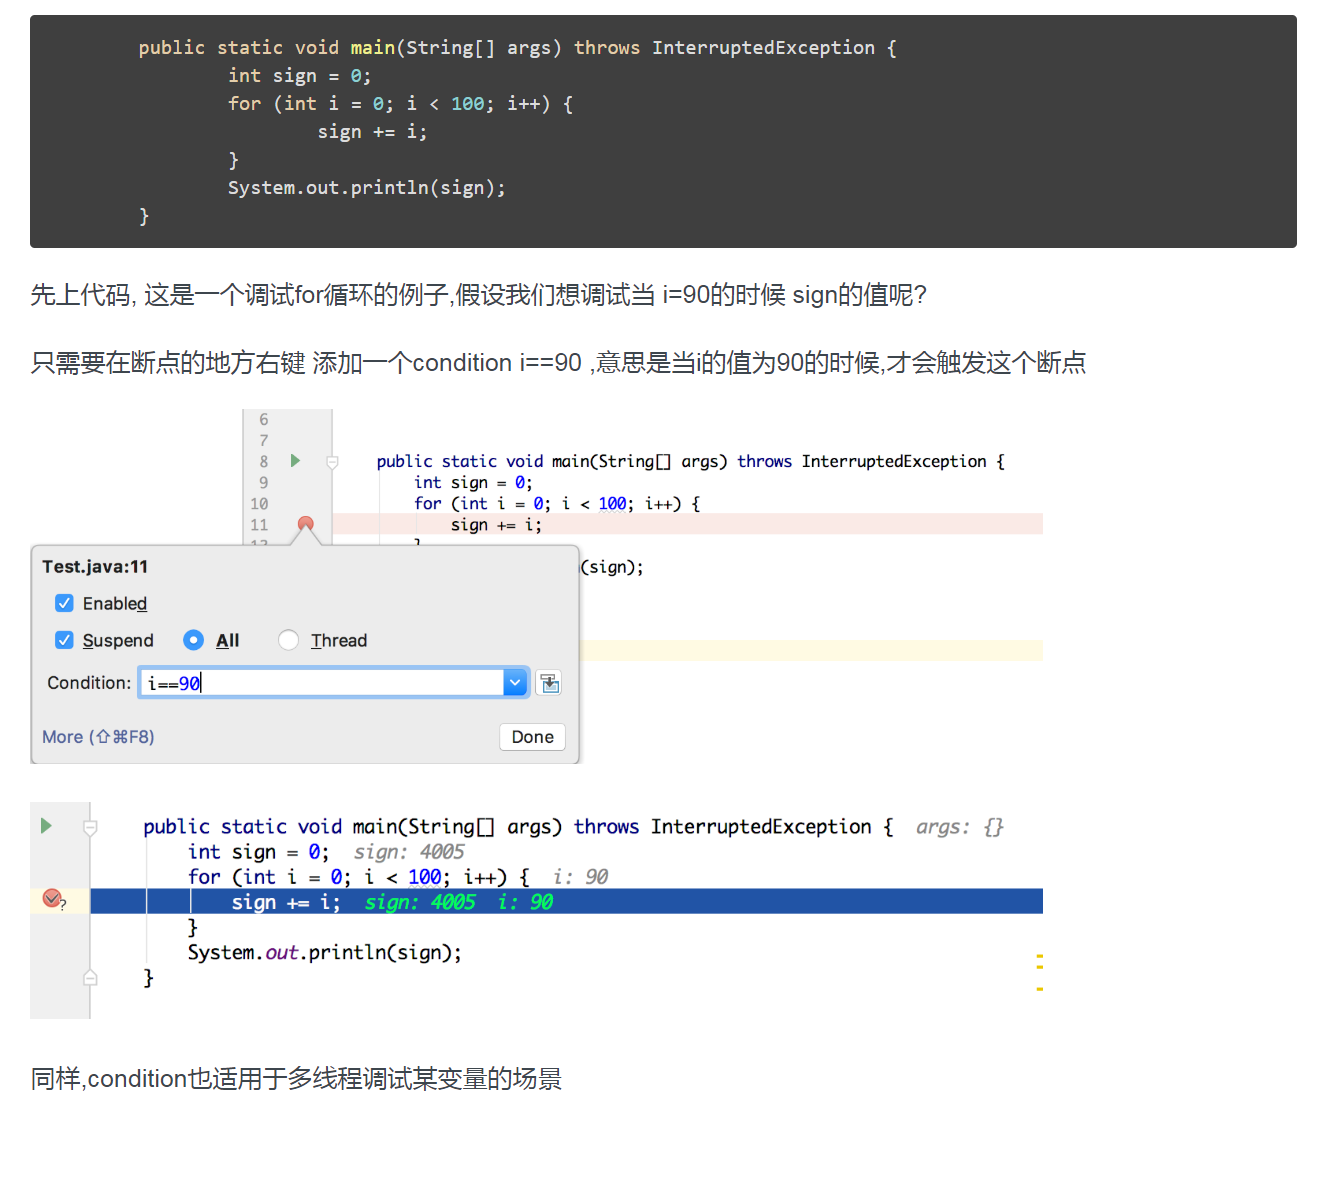 public static void main(String[] args) throws InterruptedException {
int sign = 0;
for (int i = 0; i < 100; i++) {
sign += i;
}
System.out.println(sign);
}
先上代码, 这是一个调试for循环的例子,假设我们想调试当 i=90的时候 sign的值呢?
只需要在断点的地方右键 添加一个condition i==90 ,意思是当i的值为90的时候,才会触发这个断点
6
7
8 public static void main(String[] args) throws InterruptedException {
9 int sign = 0;
10 for (int i = 0; i < 100; i++) {
11 sign += i;
(sign);
Test.java:11
Enabled
Suspend All Thread
Condition: i==90
More (⇧⌘F8) Done
public static void main(String[] args) throws InterruptedException { args: {}
int sign = 0; sign: 4005
for (int i = 0; i < 100; i++) { i: 90
sign += i; sign: 4005 i: 90
}
System.out.println(sign);
}
同样,condition也适用于多线程调试某变量的场景